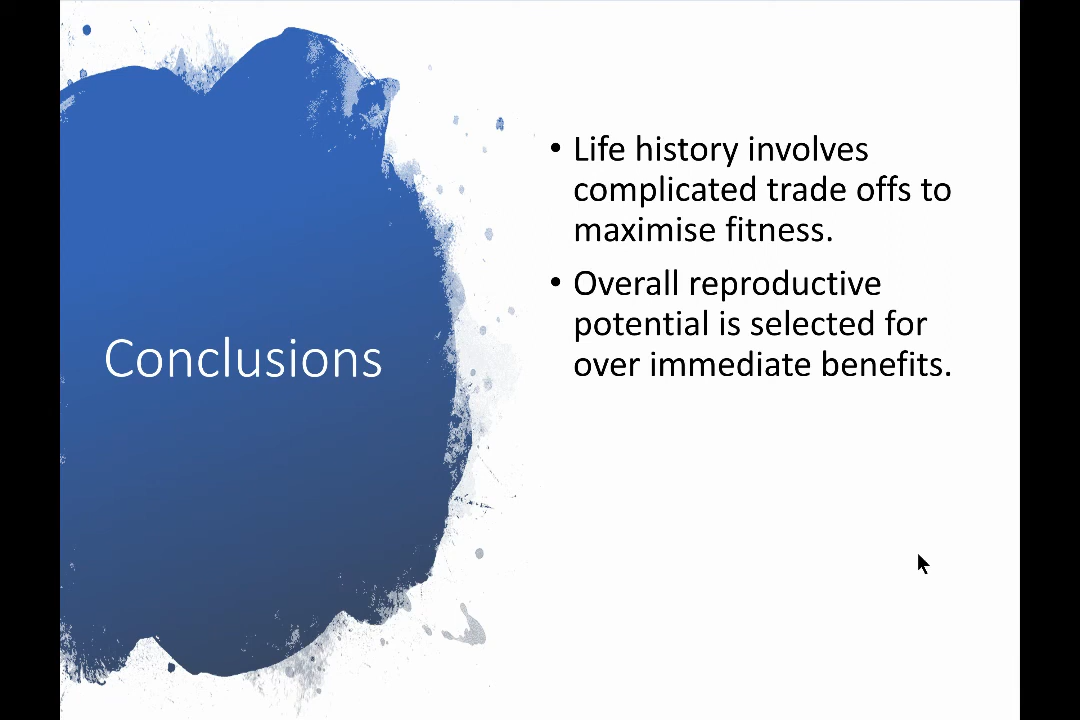 Conclusions
• Life history involves
complicated trade offs to
maximise fitness.
• Overall reproductive
potential is selected for
over immediate benefits.